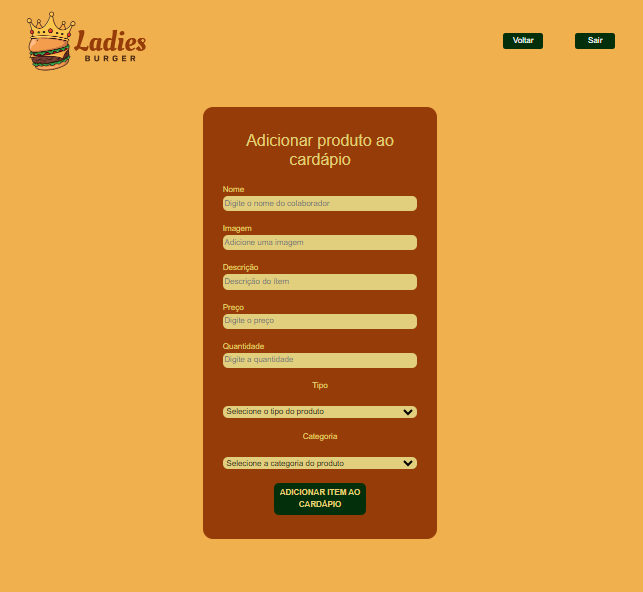 Ladies
BURGER
Voltar
Sair
Adicionar produto ao
cardápio
Nome
Digite o nome do colaborador
Imagem
Adicione uma imagem
Descrição
Descrição do item
Preço
Digite o preço
Quantidade
Digite a quantidade
Tipo
Selecione o tipo do produto
Categoria
Selecione a categoria do produto
ADICIONAR ITEM AO
CARDÁPIO